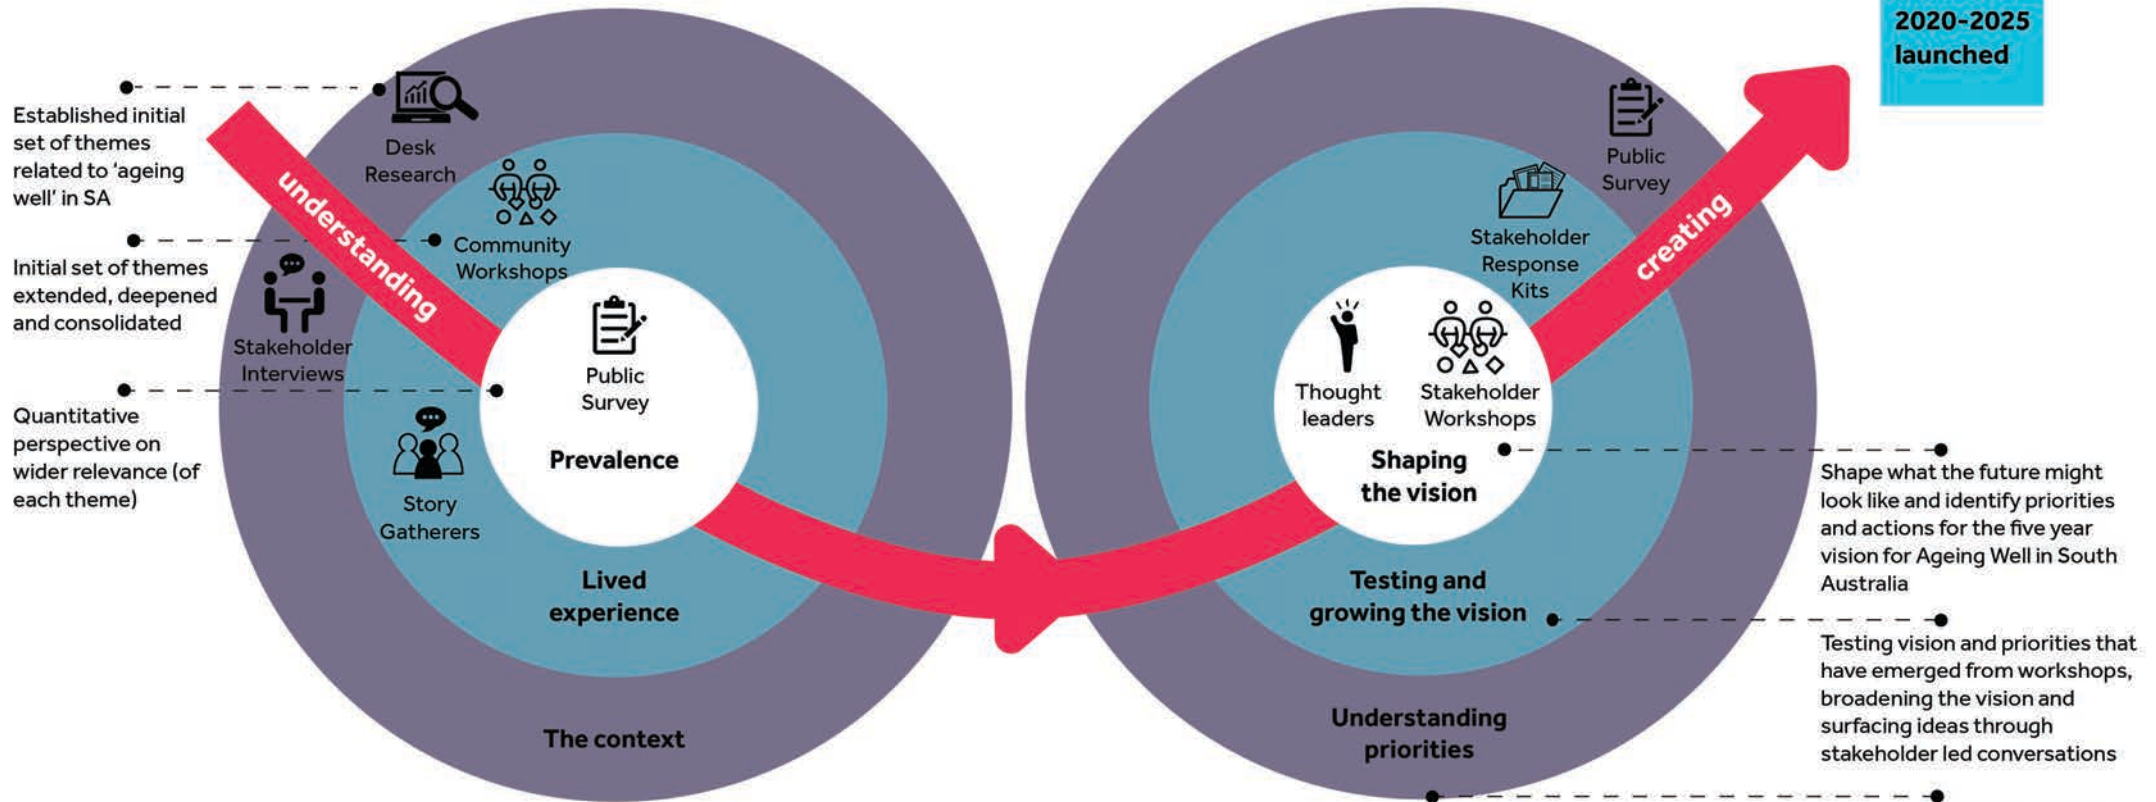 2020-2025
launched
Established initial
set of themes
related to ‘ageing
well’ in SA
Initial set of themes
extended, deepened
and consolidated
Quantitative
perspective on
wider relevance (of
each theme)
understanding
Desk
Research
Community
Workshops
Stakeholder
Interviews
Story
Gatherers
Public
Survey
Prevalence
Lived
experience
The context
Public
Survey
Stakeholder
Response
Kits
creating
Thought
leaders
Stakeholder
Workshops
Shaping
the vision
Testing and
growing the vision
Understanding
priorities
Shape what the future might
look like and identify priorities
and actions for the five year
vision for Ageing Well in South
Australia
Testing vision and priorities that
have emerged from workshops,
broadening the vision and
surfacing ideas through
stakeholder led conversations